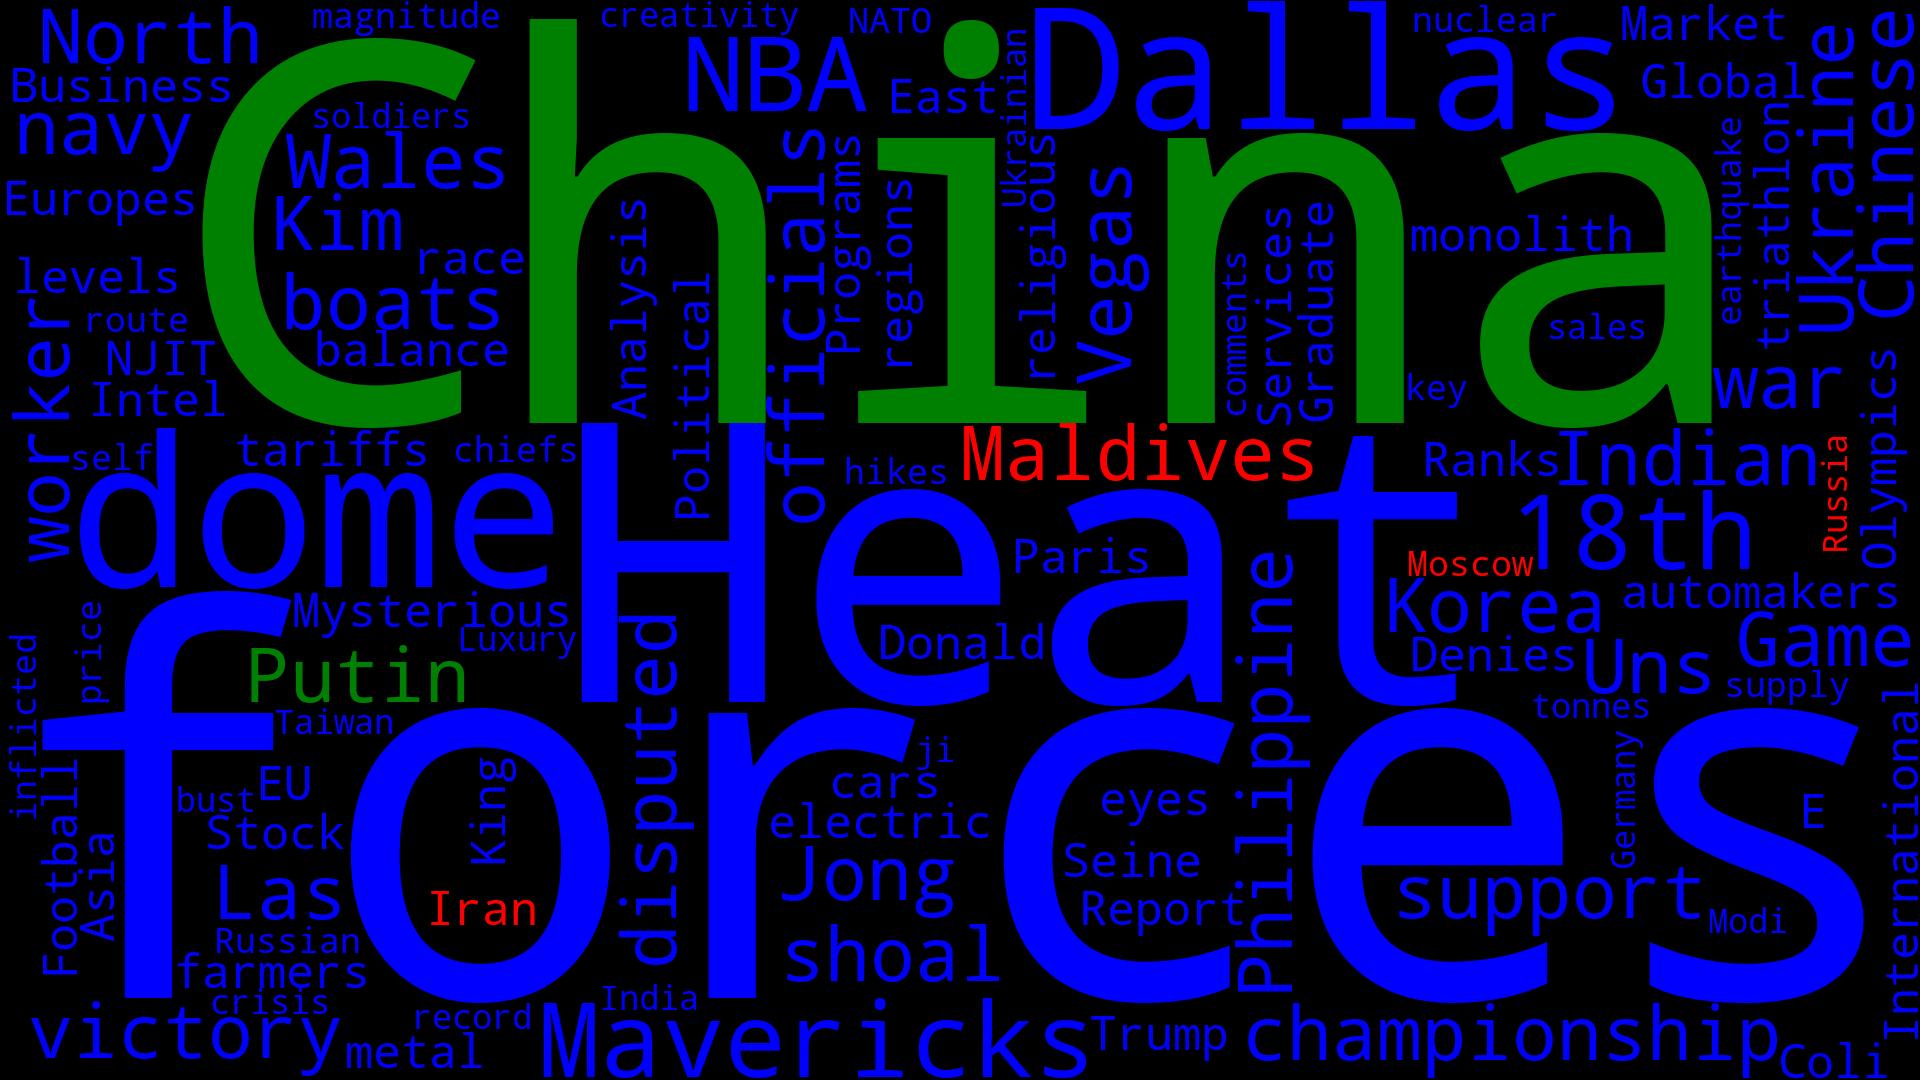 North
magnitude
creativity
NATO
nuclear
Market
Business
soldiers
NBA
East
Ukrainian
Dallas
Global
Ukraine
Chinese
navy
Wales
China
Europes
Kim
race
levels
boats
route
balance
NJIT
Intel
worker
Analysis
Political
officials
Programs
regions
religious
Vegas
comments
Services
Graduate
monolith
sales
key
earthquake
triathlon
war
Olympics
self
tariffs
chiefs
hikes
Maldives
Ranks
Indian
Russia
dome
Heat
18th
Paris
Moscow
Korea
automakers
Mysterious
Luxury
Donald
Denies
Uns
Game
supply
price
inflicted
Putin
Taiwan
disputed
Philippine
tonnes
International
forces
Football
Asia
bust
EU
Stock
King
ji
cars
electric
eyes
Germany
E
Las
Iran
Jong
Seine
Report
support
Modi
Russian
farmers
shoal
crisis
victory
record
metal
India
Mavericks
Trump
championship
Coli